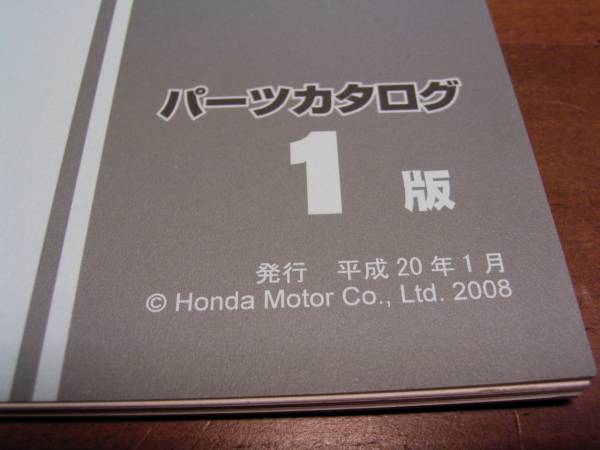 パーツカタログ
1 版
発行 平成 20 年 1 月
© Honda Motor Co., Ltd. 2008